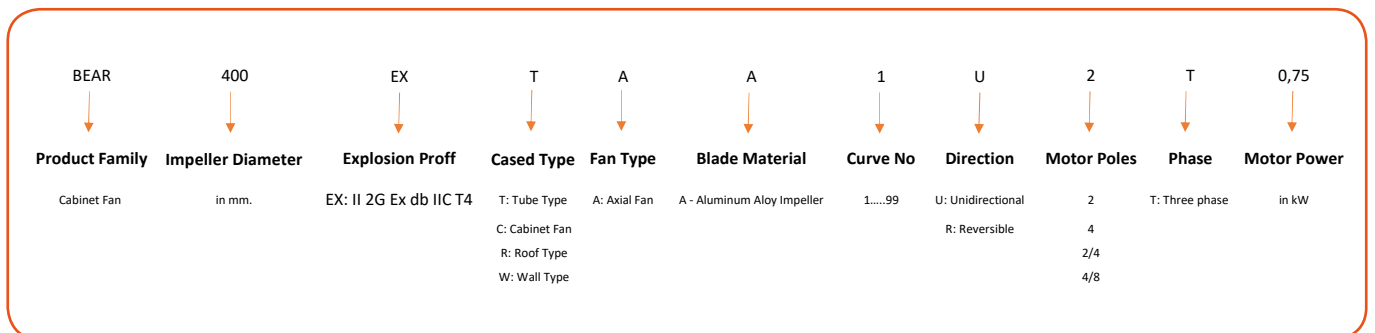 BEAR 400 EX T A A 1 U 2 T 0,75
Product Family Impeller Diameter Explosion Proff Cased Type Fan Type Blade Material Curve No Direction Motor Poles Phase Motor Power
Cabinet Fan in mm. EX: II 2G Ex db IIC T4 T: Tube Type A: Axial Fan A - Aluminum Aloy Impeller 1.....99 U: Unidirectional 2 T: Three phase in kW
C: Cabinet Fan R: Reversible 4
R: Roof Type 2/4
W: Wall Type 4/8